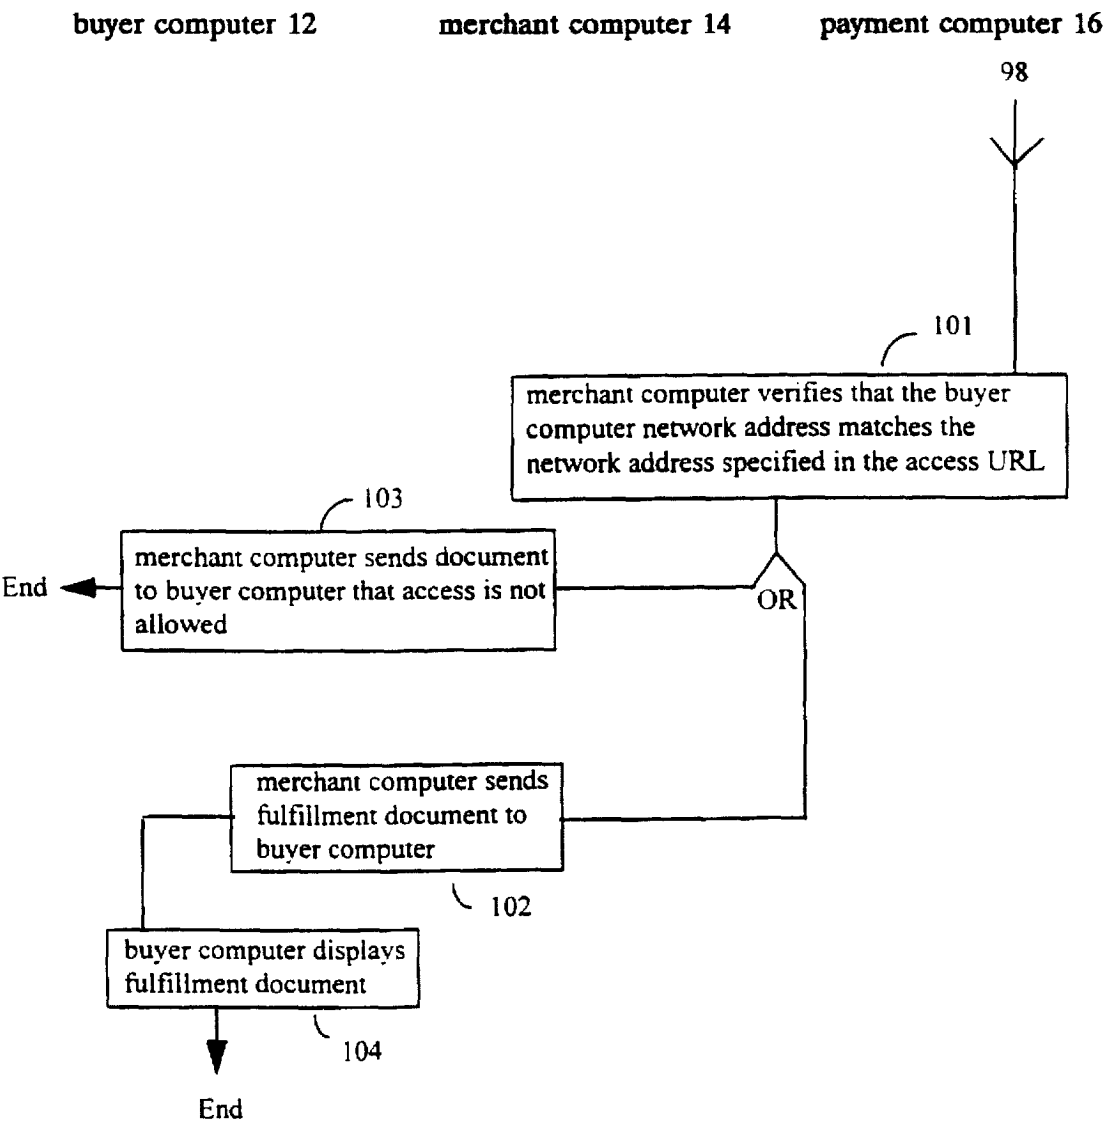 buyer computer 12
merchant computer 14
payment computer 16
98
101
merchant computer verifies that the buyer
computer network address matches the
network address specified in the access URL
103
merchant computer sends document
to buyer computer that access is not
allowed
End
OR
merchant computer sends
fulfillment document to
buyer computer
102
buyer computer displays
fulfillment document
104
End